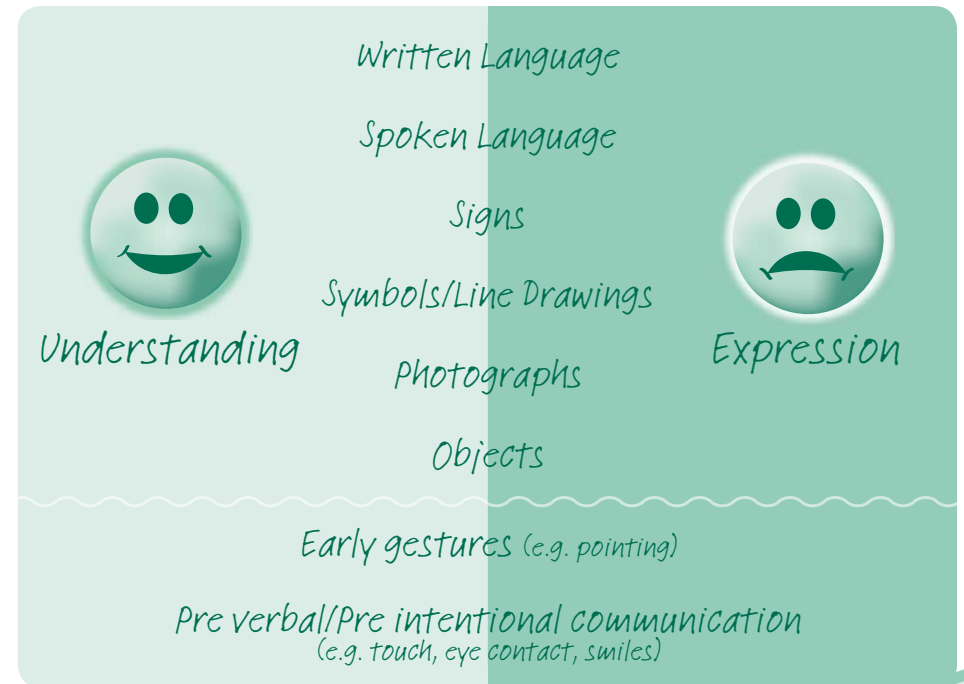 Written Language
Spoken Language
Signs
Symbols/Line Drawings
Understanding
Expression
Photographs
Objects
Early gestures (e.g. pointing)
Pre verbal/Pre intentional communication
(e.g. touch, eye contact, smiles)